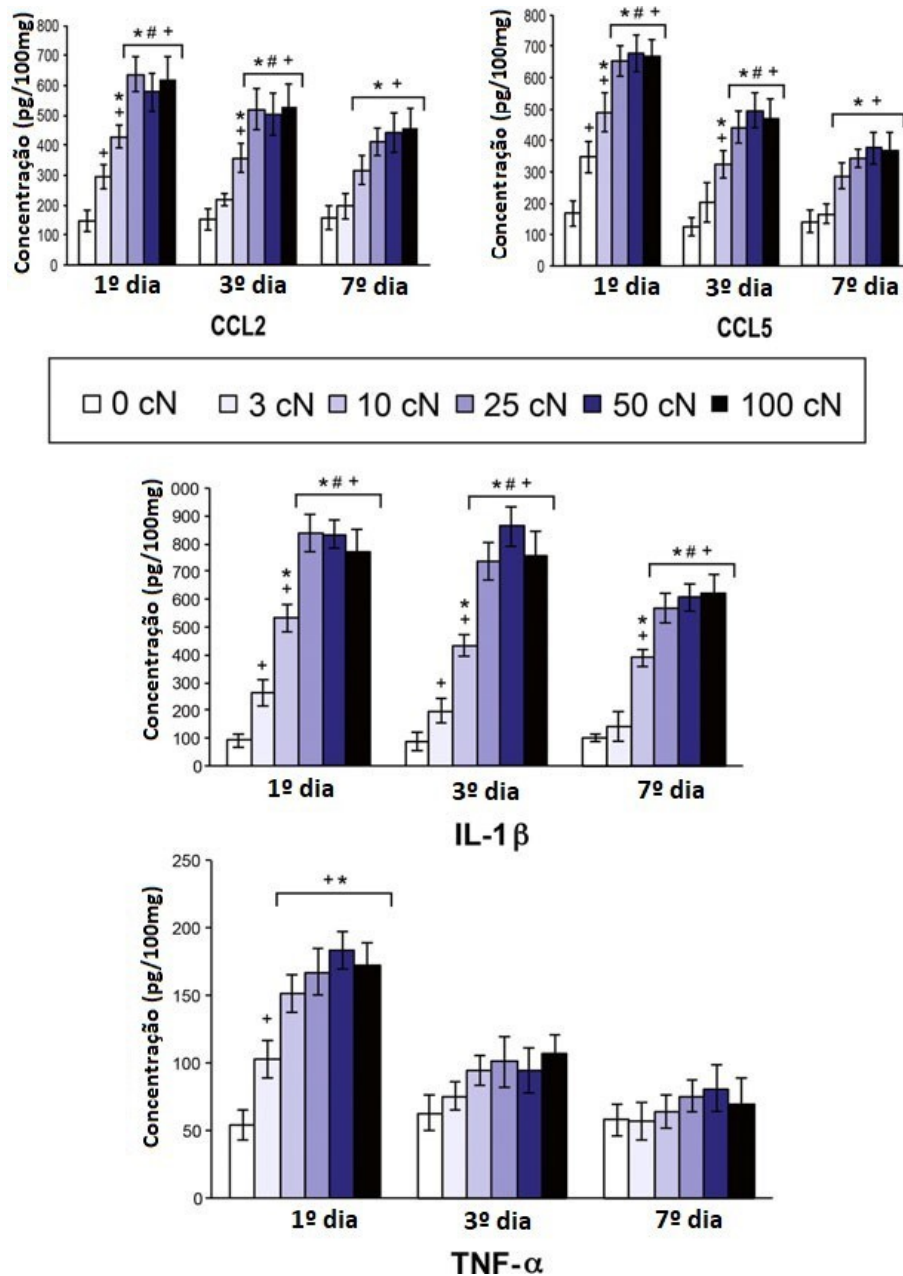 Concentração (pg/100mg)
800
700
600
500
400
300
200
100
0
+
*
+
* # +
*
+
* # +
* +
1º dia 3º dia 7º dia
CCL2
Concentração (pg/100mg)
800
700
600
500
400
300
200
100
0
+
*
+
* # +
*
+
* # +
* +
1º dia 3º dia 7º dia
CCL5
0 cN 3 cN 10 cN 25 cN 50 cN 100 cN
Concentração (pg/100mg)
000
900
800
700
600
500
400
300
200
100
0
+
*
+
* # +
+
*
+
* # +
*
+
* # +
1º dia 3º dia 7º dia
IL-1 β
Concentração (pg/100mg)
250
200
150
100
50
0
+
+ *
1º dia 3º dia 7º dia
TNF-α